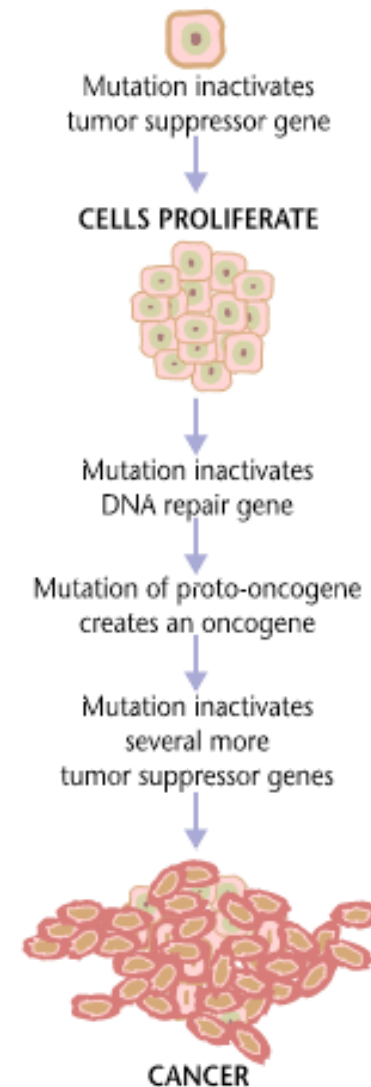 Mutation inactivates
tumor suppressor gene
CELLS PROLIFERATE
Mutation inactivates
DNA repair gene
Mutation of proto-oncogene
creates an oncogene
Mutation inactivates
several more
tumor suppressor genes
CANCER